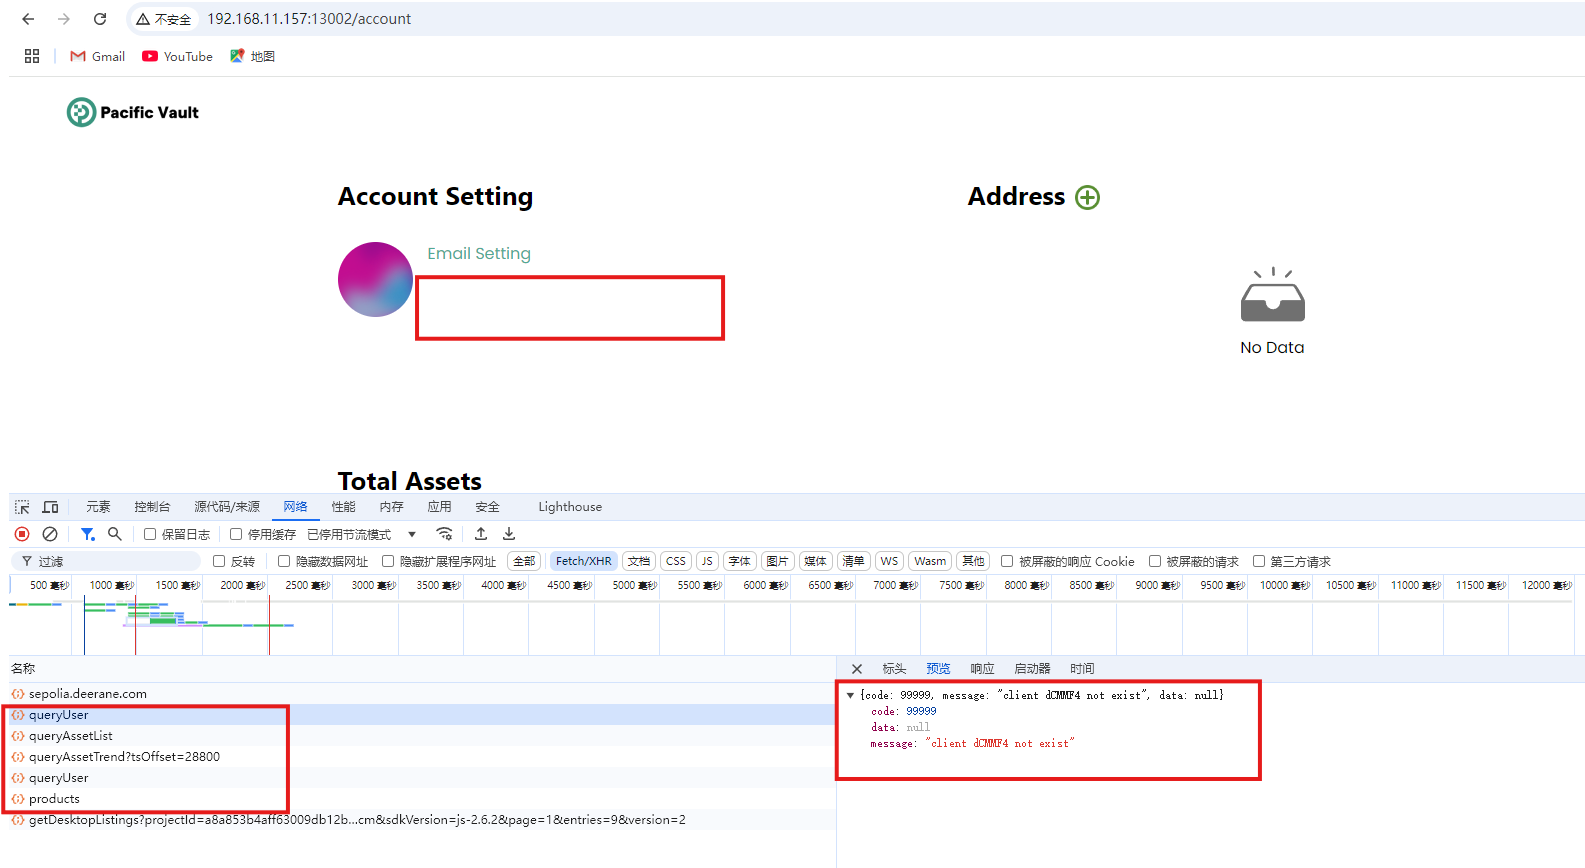 不安全 192.168.11.157:13002/account
Gmail YouTube 地图
Pacific Vault
Account Setting
Address
Email Setting
No Data
Total Assets
元素 控制台 源代码/来源 网络 性能 内存 应用 安全 Lighthouse
保留日志 停用缓存 已停用节流模式
过滤 反转 隐藏数据网址 隐藏扩展程序网址 全部 Fetch/XHR 文档 CSS JS 字体 图片 媒体 清单 WS Wasm 其他 被屏蔽的响应 Cookie 被屏蔽的请求 第三方请求
500 毫秒 1000 毫秒 1500 毫秒 2000 毫秒 2500 毫秒 3000 毫秒 3500 毫秒 4000 毫秒 4500 毫秒 5000 毫秒 5500 毫秒 6000 毫秒 6500 毫秒 7000 毫秒 7500 毫秒 8000 毫秒 8500 毫秒 9000 毫秒 9500 毫秒 10000 毫秒 10500 毫秒 11000 毫秒 11500 毫秒 12000 毫秒
名称
sepolia.deerane.com
queryUser
queryAssetList
queryAssetTrend?tsOffset=28800
queryUser
products
getDesktopListings?projectId=a8a853b4aff63009db12b…cm&sdkVersion=js-2.6.2&page=1&entries=9&version=2
标头 预览 响应 启动器 时间
{code: 99999, message: "client dCMMF4 not exist", data: null}
code: 99999
data: null
message: "client dCMMF4 not exist"